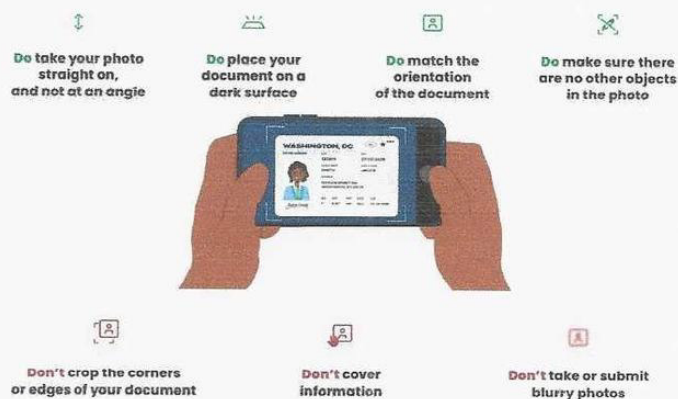 Do take your photo
straight on,
and not at an angle
Do place your
document on a
dark surface
Do match the
orientation
of the document
Do make sure there
are no other objects
in the photo
WASHINGTON, DC
Don't crop the corners
or edges of your document
Don't cover
information
Don't take or submit
blurry photos